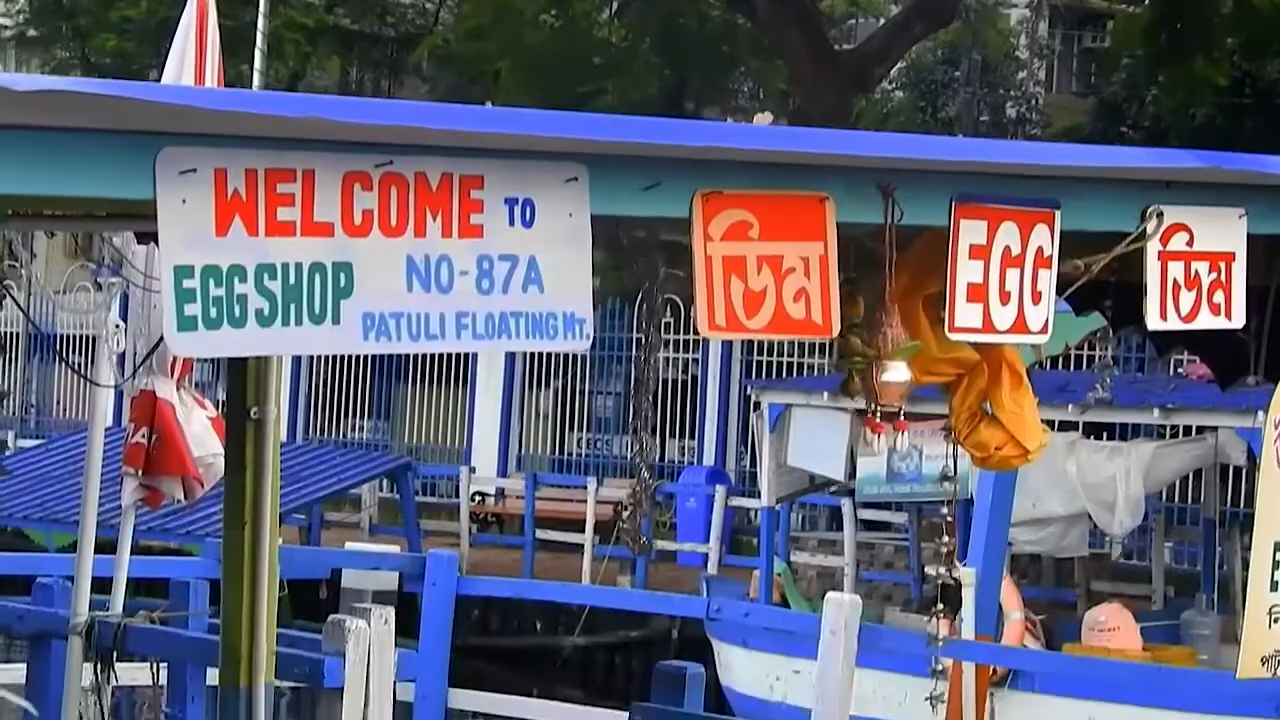 WELCOME TO
EGG SHOP
NO-87A
PATULI FLOATING MT.
ডিম
EGG
ডিম